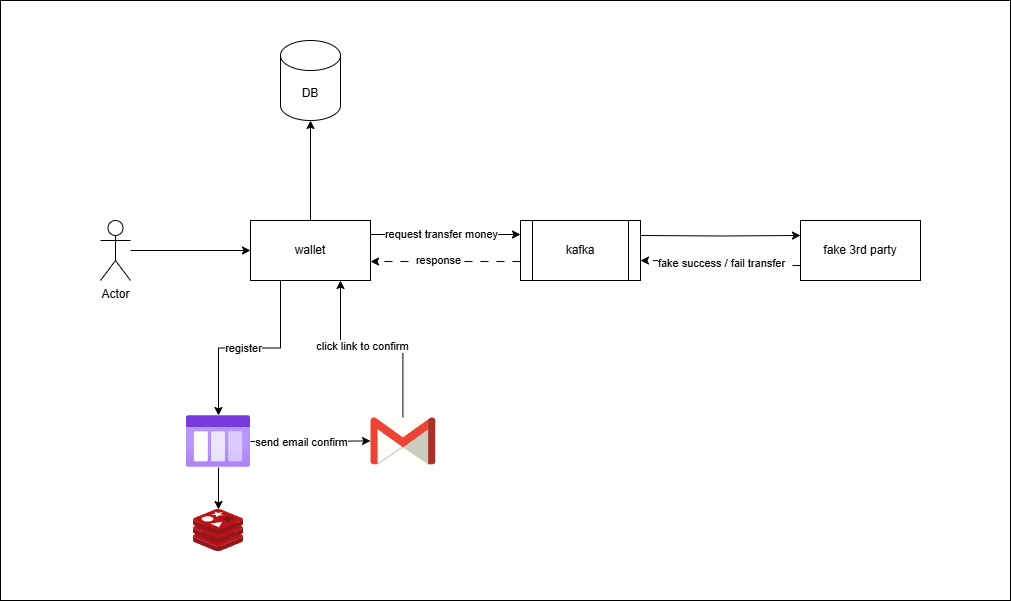 DB
wallet
request transfer money
response
kafka
fake 3rd party
fake success / fail transfer
Actor
register
click link to confirm
send email confirm